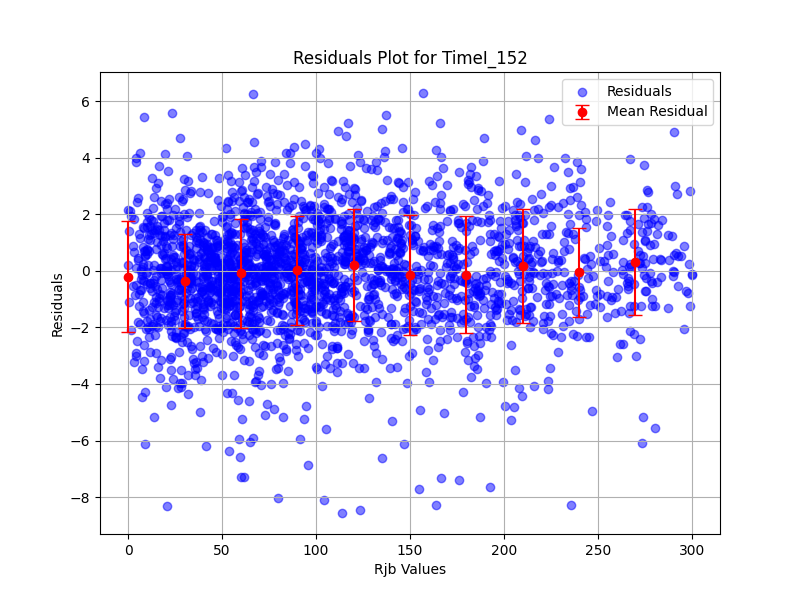 Residuals Plot for TimeI_152
Residuals
Mean Residual
6
4
2
0
−2
−4
−6
−8
Residuals
0 50 100 150 200 250 300
Rjb Values